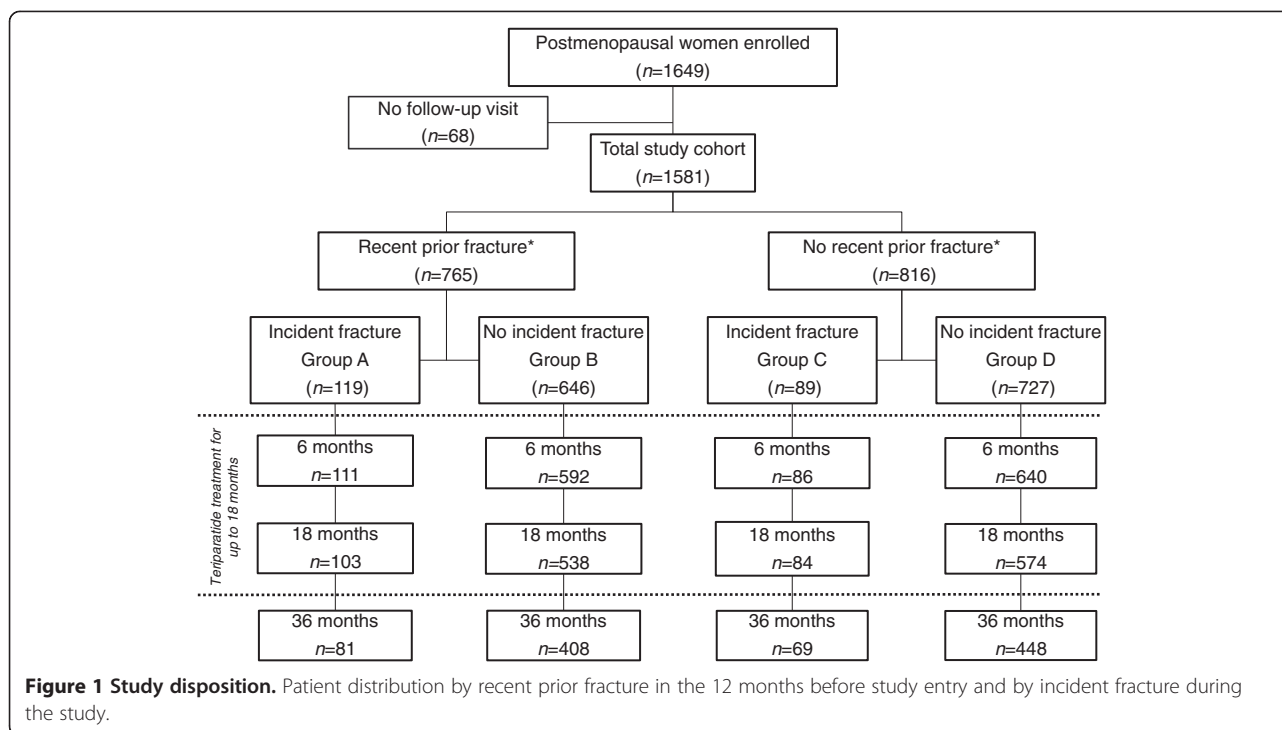 Postmenopausal women enrolled
(n=1649)
No follow-up visit
(n=68)
Total study cohort
(n=1581)
Recent prior fracture*
(n=765)
No recent prior fracture*
(n=816)
Incident fracture
Group A
(n=119)
No incident fracture
Group B
(n=646)
Incident fracture
Group C
(n=89)
No incident fracture
Group D
(n=727)
Teriparatide treatment for
up to 18 months
6 months
n=111
6 months
n=592
6 months
n=86
6 months
n=640
18 months
n=103
18 months
n=538
18 months
n=84
18 months
n=574
36 months
n=81
36 months
n=408
36 months
n=69
36 months
n=448
Figure 1 Study disposition. Patient distribution by recent prior fracture in the 12 months before study entry and by incident fracture during
the study.